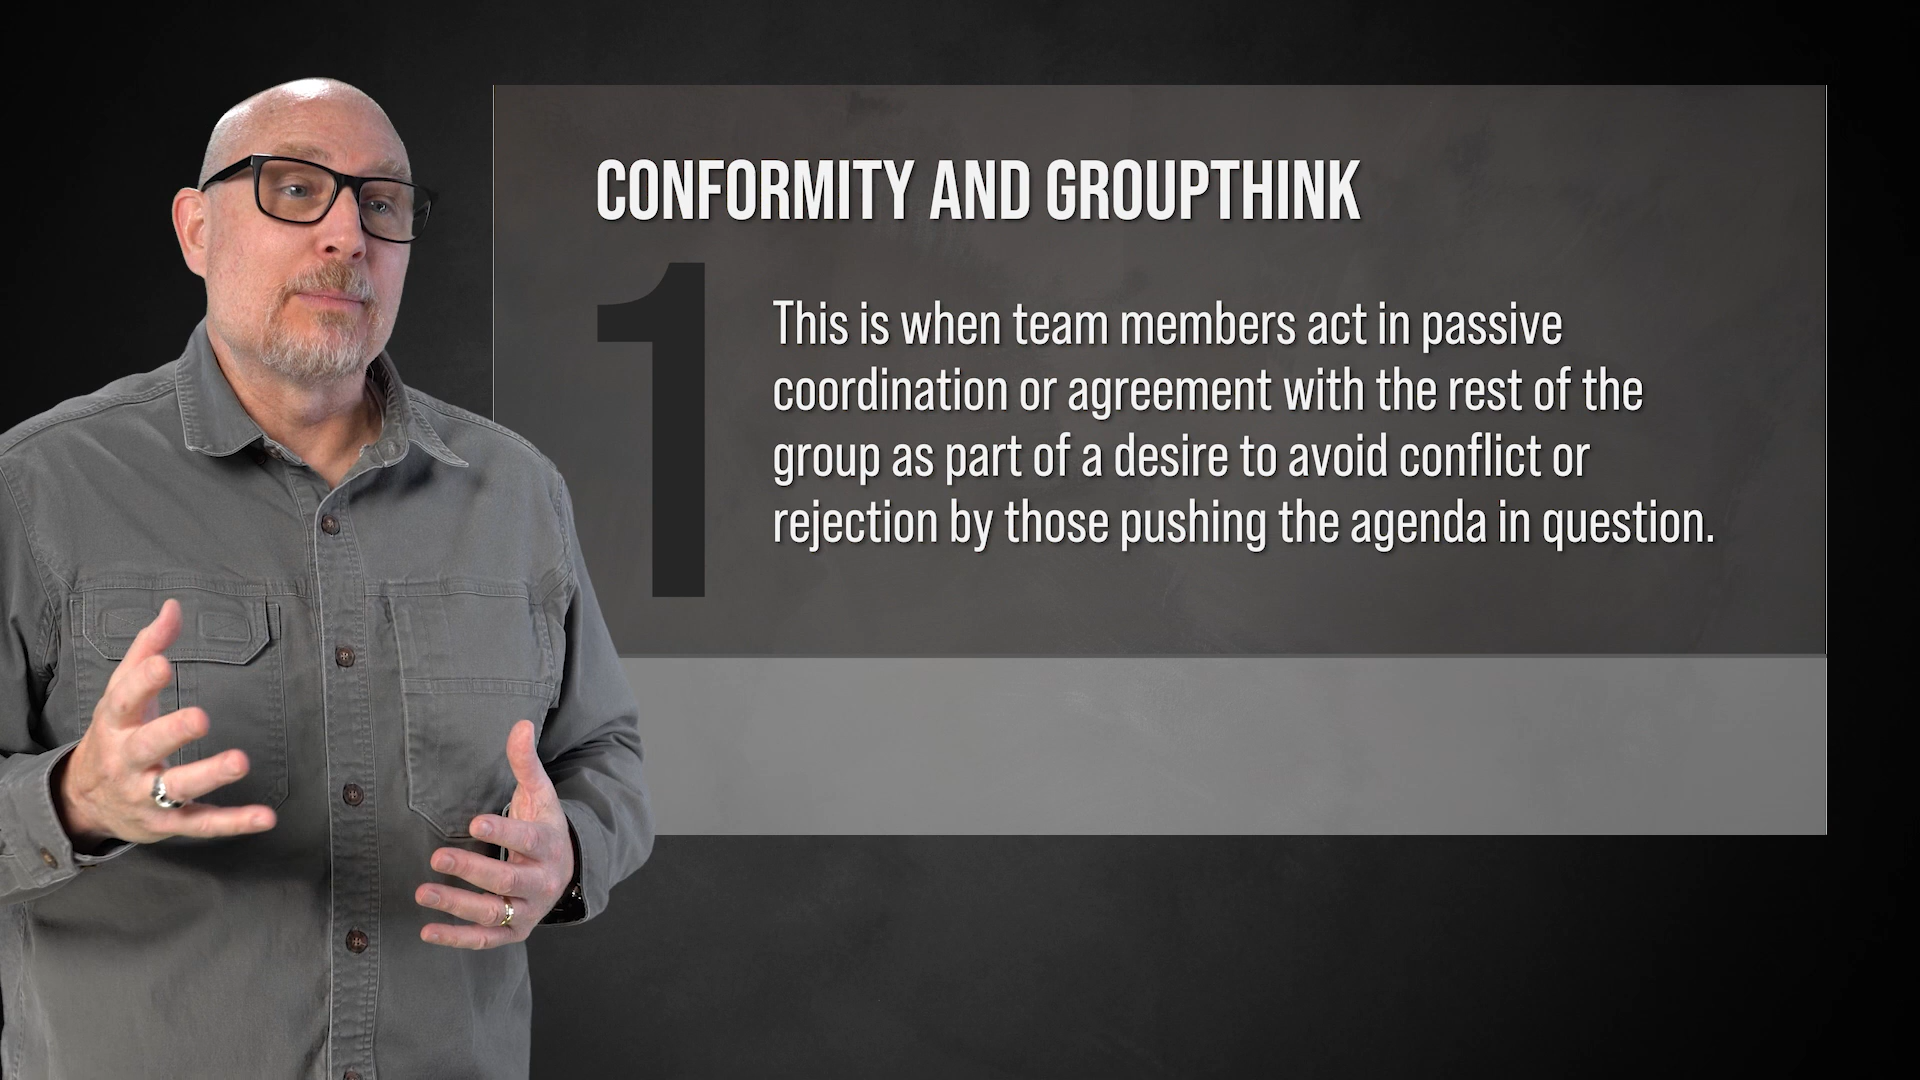 CONFORMITY AND GROUPTHINK
1
This is when team members act in passive
coordination or agreement with the rest of the
group as part of a desire to avoid conflict or
rejection by those pushing the agenda in question.